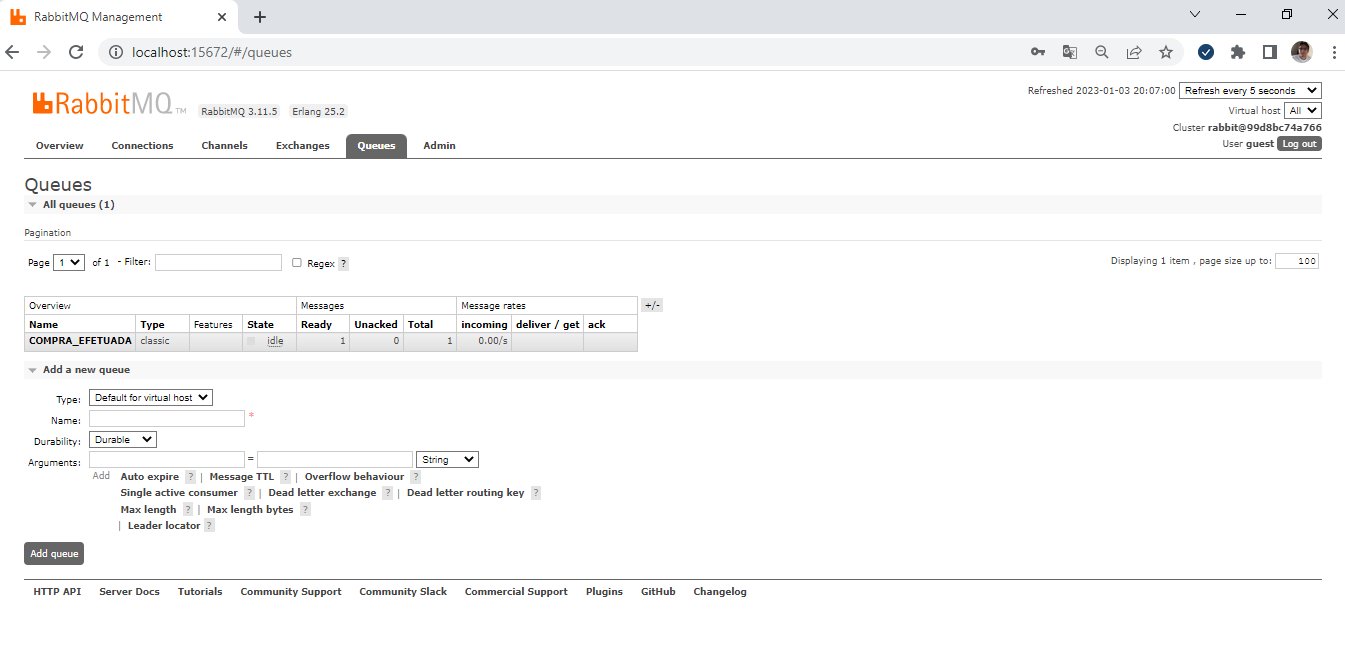 RabbitMQ Management
localhost:15672/#/queues
RabbitMQ TM RabbitMQ 3.11.5 Erlang 25.2
Refreshed 2023-01-03 20:07:00 Refresh every 5 seconds
Virtual host All
Cluster rabbit@99d8bc74a766
User guest Log out
Overview Connections Channels Exchanges Queues Admin
Queues
All queues (1)
Pagination
Page 1 of 1 - Filter: Regex ? Displaying 1 item , page size up to: 100
Overview Messages Message rates +/-
Name Type Features State Ready Unacked Total incoming deliver / get ack
COMPRA_EFETUADA classic idle 1 0 1 0.00/s
Add a new queue
Type: Default for virtual host
Name: *
Durability: Durable
Arguments: = String
Add Auto expire ? | Message TTL ? | Overflow behaviour ?
Single active consumer ? | Dead letter exchange ? | Dead letter routing key ?
Max length ? | Max length bytes ?
| Leader locator ?
Add queue
HTTP API Server Docs Tutorials Community Support Community Slack Commercial Support Plugins GitHub Changelog